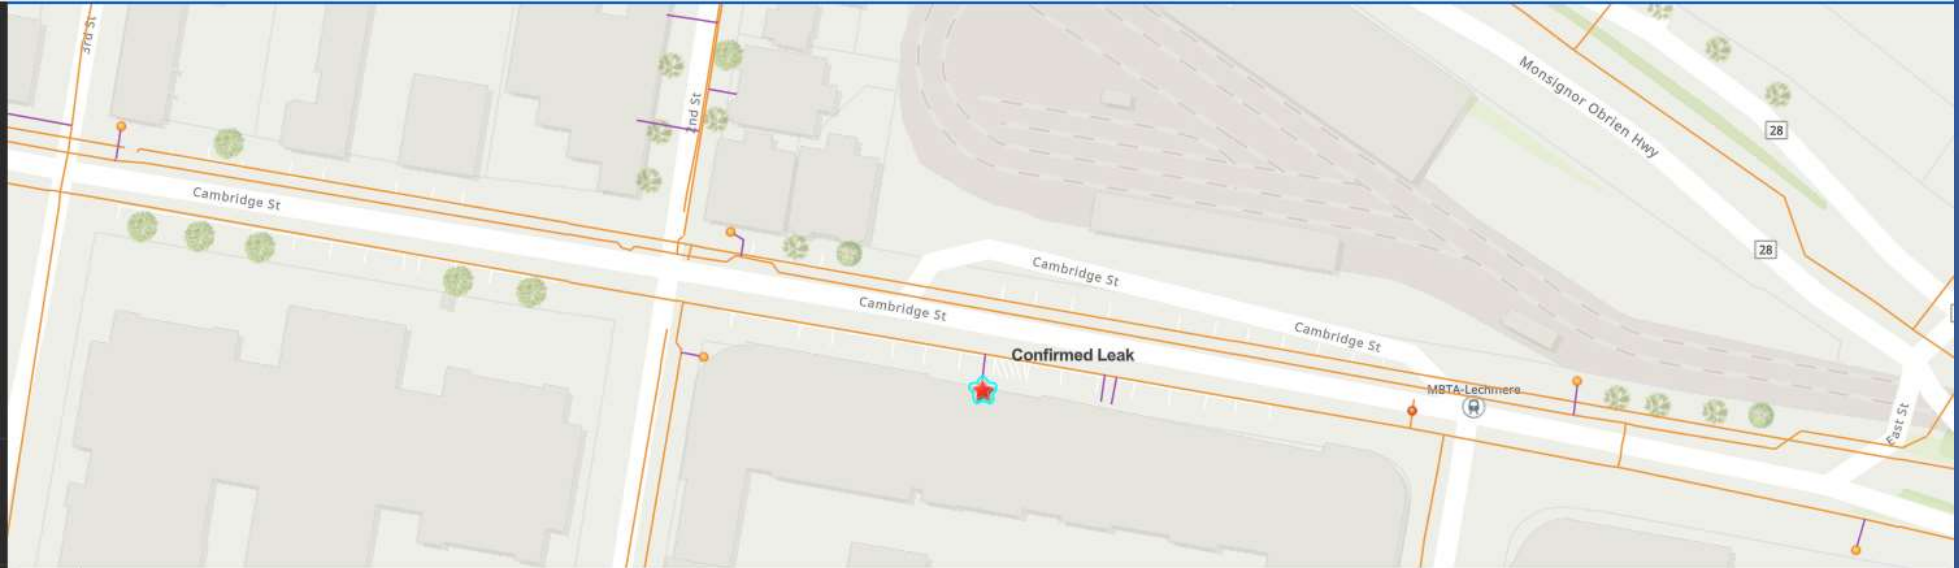 3rd St
2nd St
Monsignor Obrien Hwy
28
Cambridge St
28
Cambridge St
Cambridge St
Cambridge St
Confirmed Leak
MBTA-Lechmere
East St